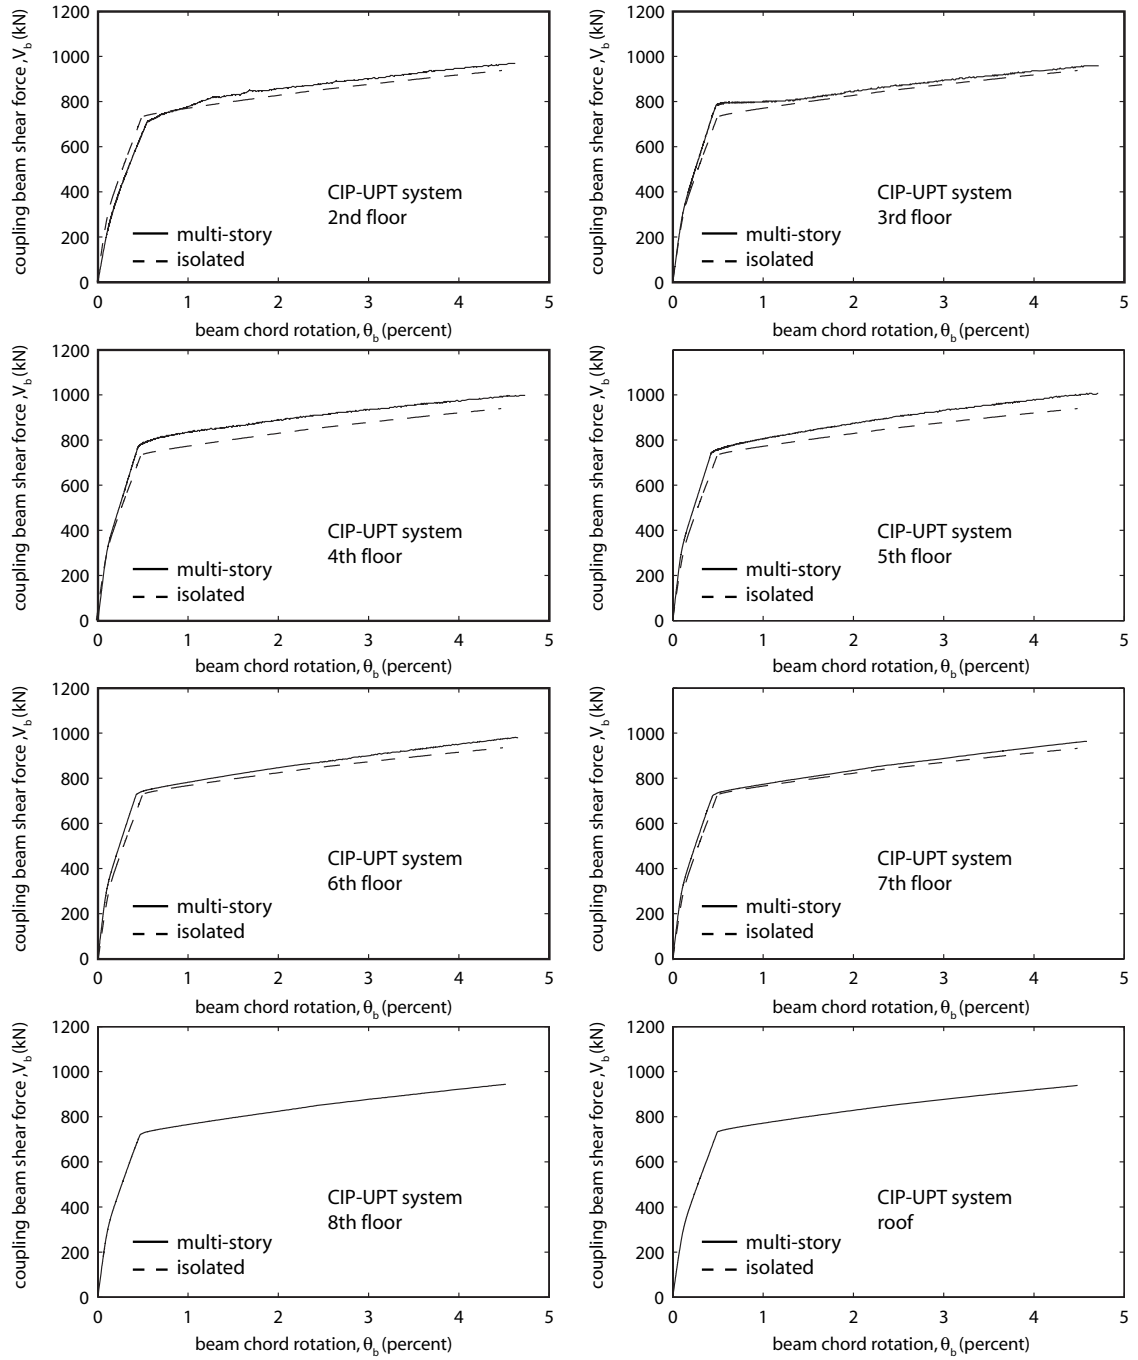 1200
1000
800
600
400
200
0
coupling beam shear force ,V_b (kN)
CIP-UPT system
2nd floor
multi-story
isolated
0 1 2 3 4 5
beam chord rotation, θ_b (percent)
1200
1000
800
600
400
200
0
coupling beam shear force ,V_b (kN)
CIP-UPT system
3rd floor
multi-story
isolated
0 1 2 3 4 5
beam chord rotation, θ_b (percent)
1200
1000
800
600
400
200
0
coupling beam shear force ,V_b (kN)
CIP-UPT system
4th floor
multi-story
isolated
0 1 2 3 4 5
beam chord rotation, θ_b (percent)
1200
1000
800
600
400
200
0
coupling beam shear force ,V_b (kN)
CIP-UPT system
5th floor
multi-story
isolated
0 1 2 3 4 5
beam chord rotation, θ_b (percent)
1200
1000
800
600
400
200
0
coupling beam shear force ,V_b (kN)
CIP-UPT system
6th floor
multi-story
isolated
0 1 2 3 4 5
beam chord rotation, θ_b (percent)
1200
1000
800
600
400
200
0
coupling beam shear force ,V_b (kN)
CIP-UPT system
7th floor
multi-story
isolated
0 1 2 3 4 5
beam chord rotation, θ_b (percent)
1200
1000
800
600
400
200
0
coupling beam shear force ,V_b (kN)
CIP-UPT system
8th floor
multi-story
isolated
0 1 2 3 4 5
beam chord rotation, θ_b (percent)
1200
1000
800
600
400
200
0
coupling beam shear force ,V_b (kN)
CIP-UPT system
roof
multi-story
isolated
0 1 2 3 4 5
beam chord rotation, θ_b (percent)